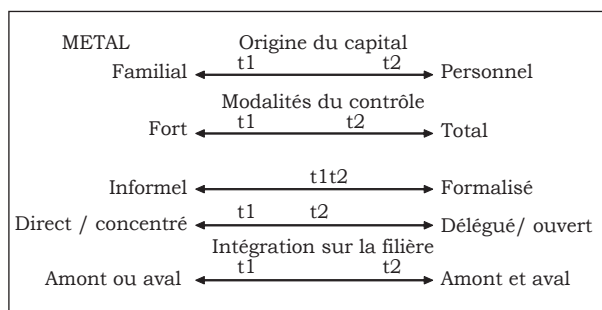 METAL Origine du capital
t1 t2
Familial Personnel
Modalités du contrôle
t1 t2
Fort Total
t1t2
Informel Formalisé
t1 t2
Direct / concentré Délégué/ ouvert
Intégration sur la filière
t1 t2
Amont ou aval Amont et aval